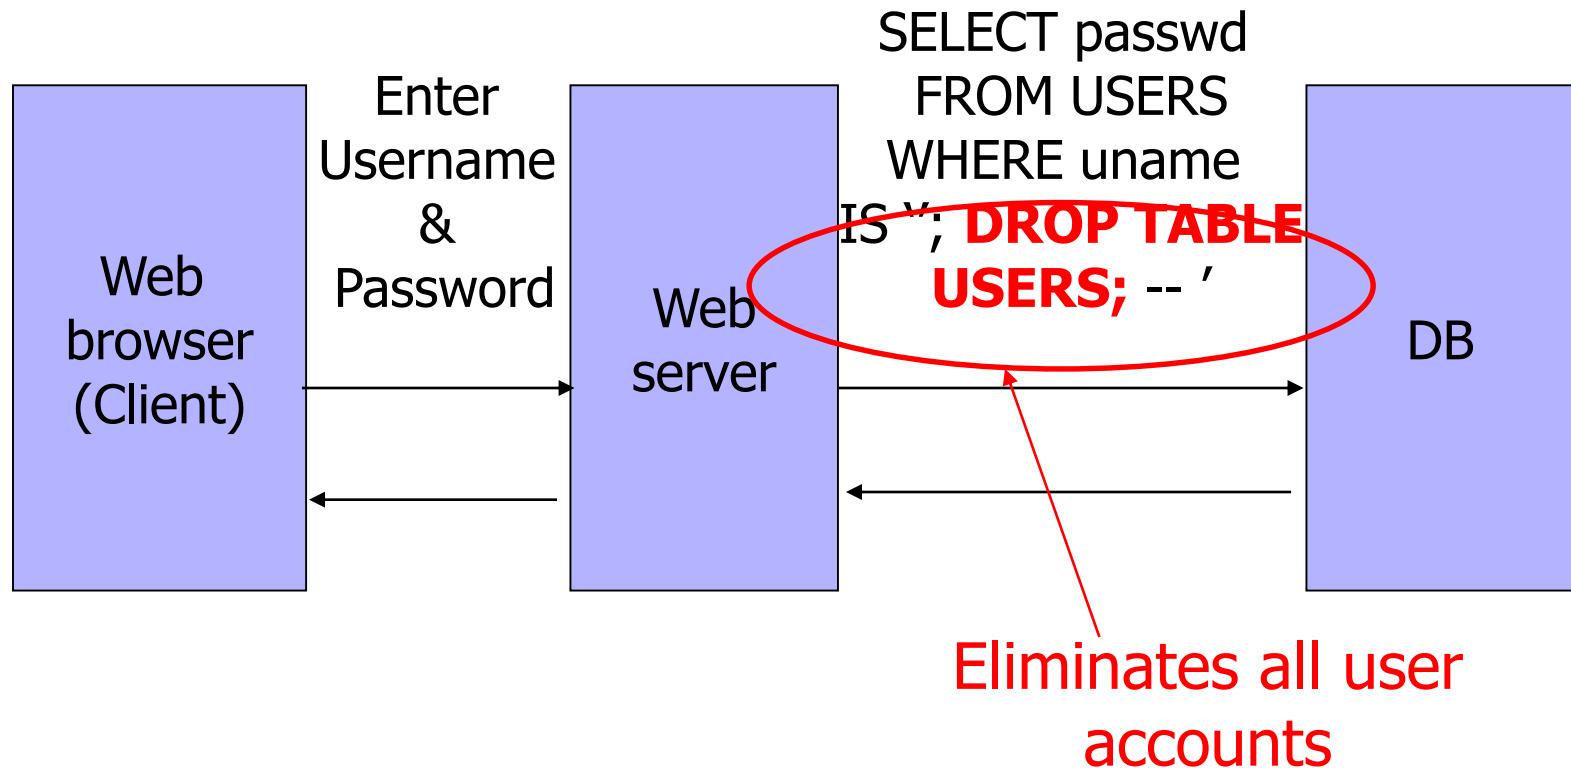 SELECT passwd
FROM USERS
WHERE uname
IS ‘’; DROP TABLE
USERS; -- ’
Enter
Username
&
Password
Web
browser
(Client)
Web
server
DB
Eliminates all user
accounts